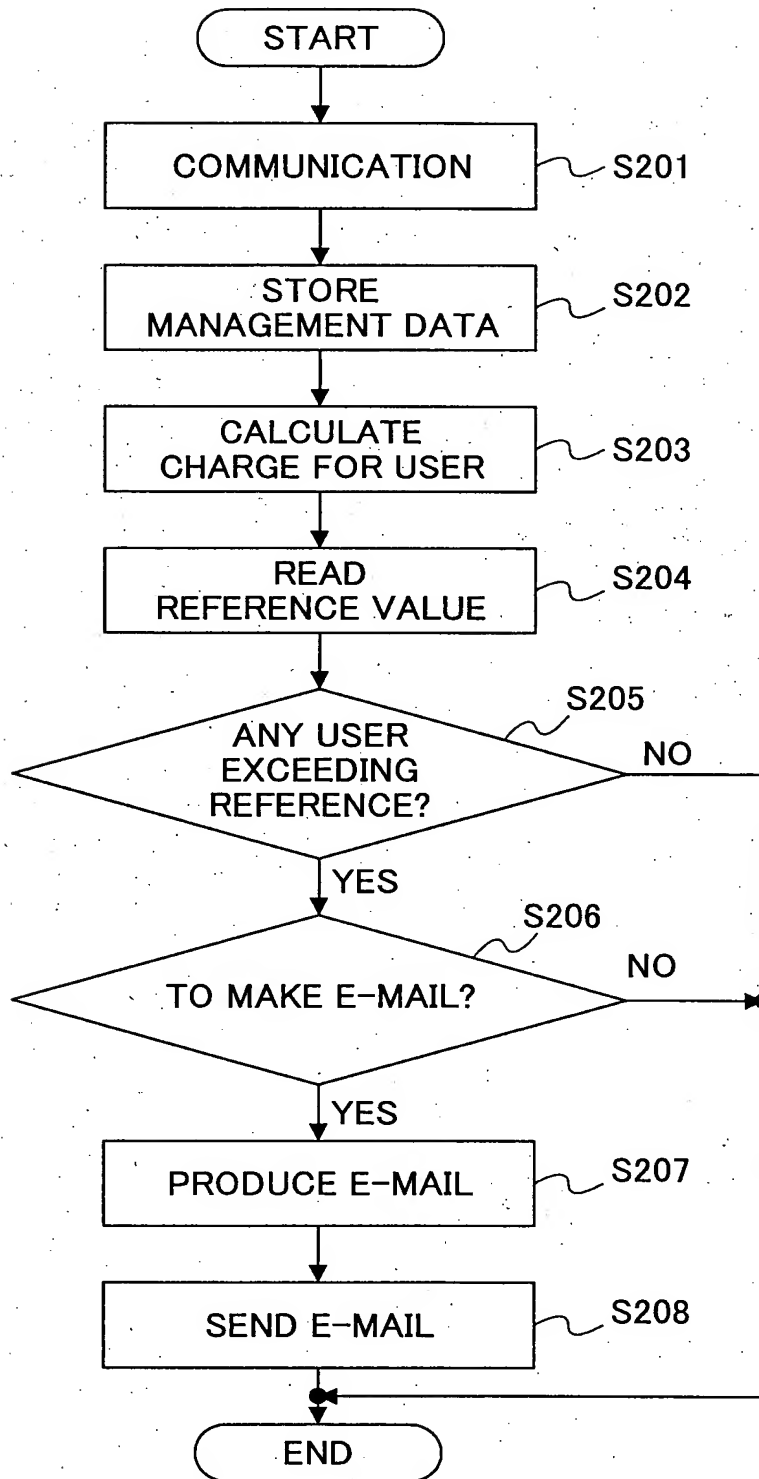 START
COMMUNICATION
S201
STORE
MANAGEMENT DATA
S202
CALCULATE
CHARGE FOR USER
S203
READ
REFERENCE VALUE
S204
S205
ANY USER
EXCEEDING
REFERENCE?
NO
YES
S206
TO MAKE E-MAIL?
NO
YES
PRODUCE E-MAIL
S207
SEND E-MAIL
S208
END